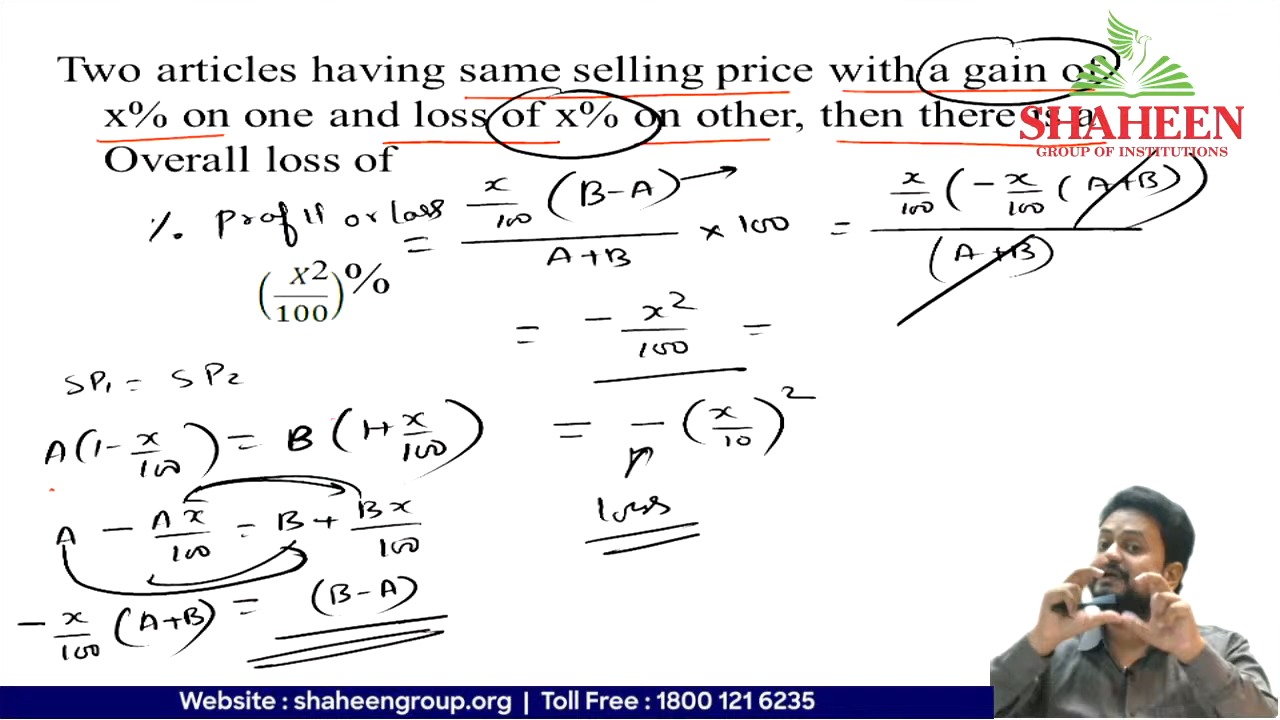 Two articles having same selling price with a gain of
x% on one and loss of x% on other, then there is a
Overall loss of
SHAHEEN
GROUP OF INSTITUTIONS
% Profit or loss = x/100 (B-A) / A+B × 100 = x/100 (- x/100 (A+B)) / (A+B)
(X2/100)%
= - x²/100 =
SP1 = SP2
A(1- x/100) = B(1+ x/100)
= - (x/10)²
loss
A - Ax/100 = B + Bx/100
- x/100 (A+B) = (B-A)
Website : shaheengroup.org | Toll Free : 1800 121 6235